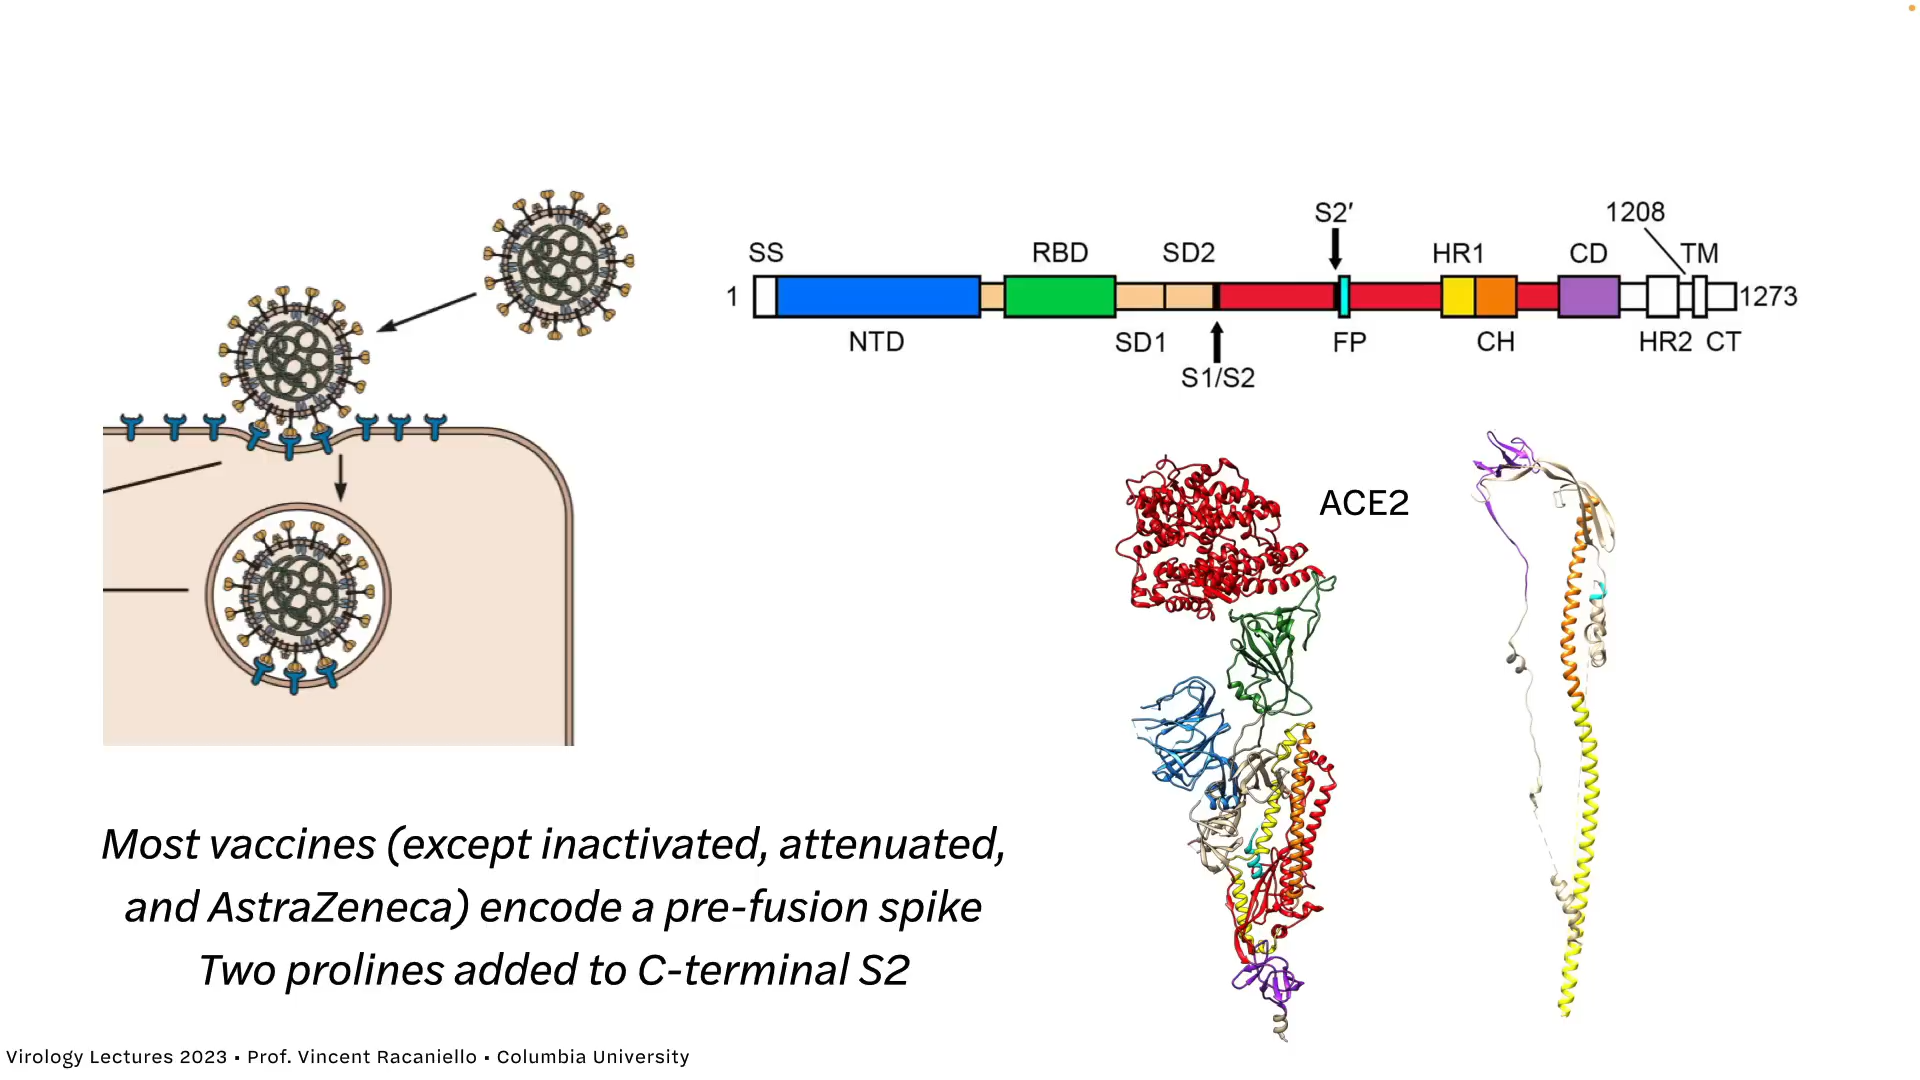 1208
S2′
SS
RBD
SD2
HR1
CD
TM
1
1273
NTD
SD1
FP
CH
HR2
CT
S1/S2
ACE2
Most vaccines (except inactivated, attenuated,
and AstraZeneca) encode a pre-fusion spike
Two prolines added to C-terminal S2
Virology Lectures 2023 • Prof. Vincent Racaniello • Columbia University